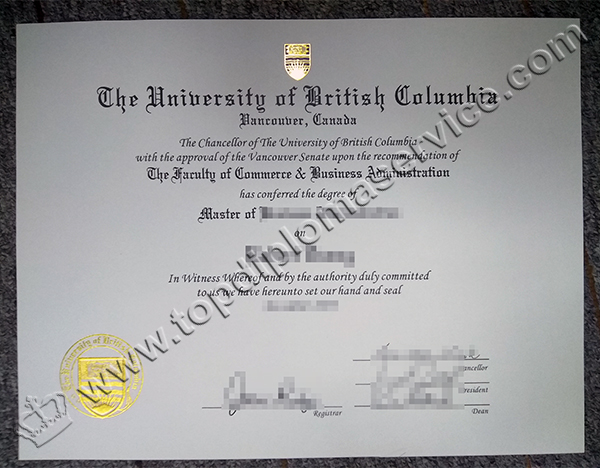 The University of British Columbia
Vancouver, Canada
The Chancellor of The University of British Columbia
with the approval of the Vancouver Senate upon the recommendation of
The Faculty of Commerce & Business Administration
has conferred the degree of
Master of
on
In Witness Whereof and by the authority duly committed
to us we have hereunto set our hand and seal
Registrar
Dean
www.topdiplomaservice.com